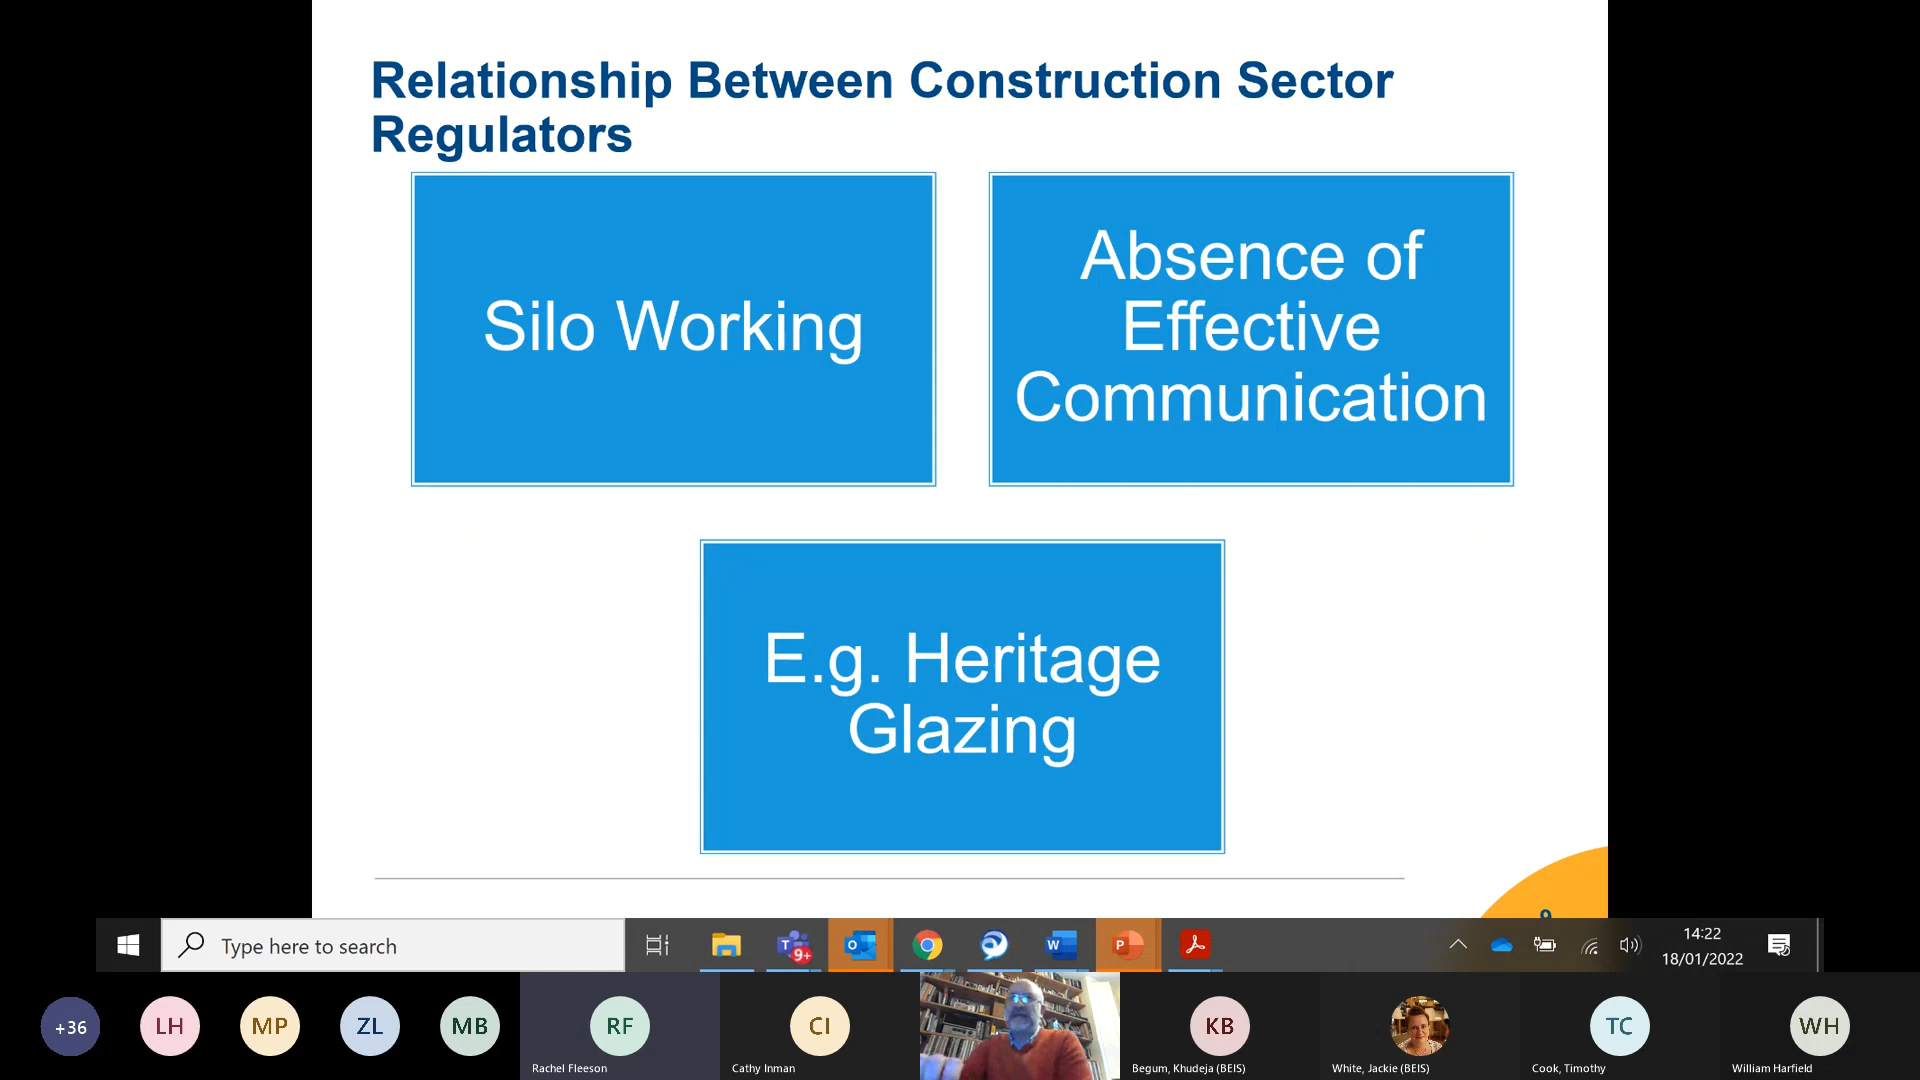 Relationship Between Construction Sector
Regulators
Silo Working
Absence of
Effective
Communication
E.g. Heritage
Glazing
9
Type here to search
T
9+
O
W
P
14:22
18/01/2022
+36
LH
MP
ZL
MB
RF
Rachel Fleeson
CI
Cathy Inman
KB
Begum, Khudeja (BEIS)
White, Jackie (BEIS)
TC
Cook, Timothy
WH
William Harfield